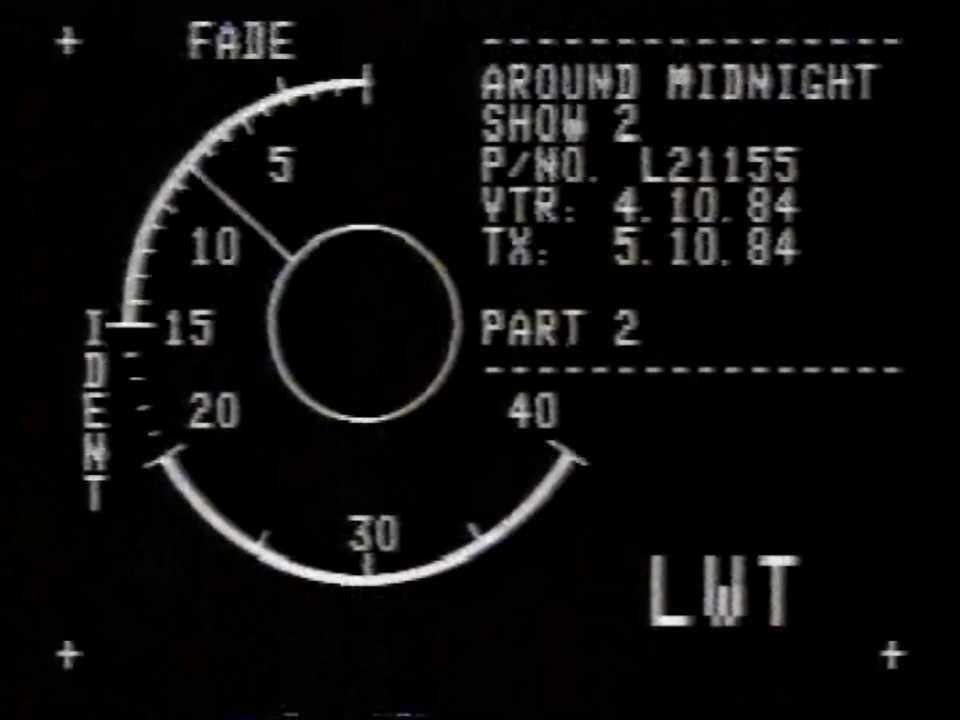 FADE
AROUND MIDNIGHT
SHOW 2
P/NO. L21155
VTR: 4.10.84
TX: 5.10.84
PART 2
5
10
15
20
30
40
IDENT
LWT